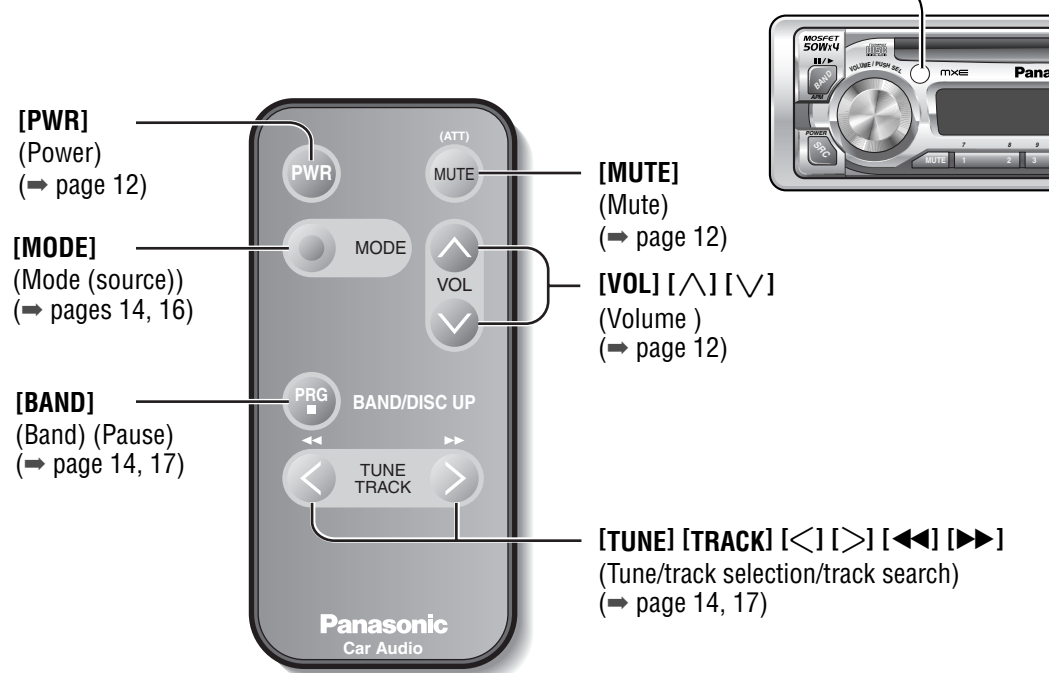 [PWR]
(Power)
(➡ page 12)
[MODE]
(Mode (source))
(➡ pages 14, 16)
[BAND]
(Band) (Pause)
(➡ page 14, 17)
(ATT)
PWR
MUTE
MODE
VOL
PRG
BAND/DISC UP
◀◀ ▶▶
TUNE
TRACK
Panasonic
Car Audio
[MUTE]
(Mute)
(➡ page 12)
[VOL] [∧] [∨]
(Volume )
(➡ page 12)
[TUNE] [TRACK] [<] [>] [◀◀] [▶▶]
(Tune/track selection/track search)
(➡ page 14, 17)
MOSFET
50Wx4
VOLUME / PUSH SEL
BAND
APM
mxe
Pana
POWER
SRC
7 8 9
MUTE 1 2 3